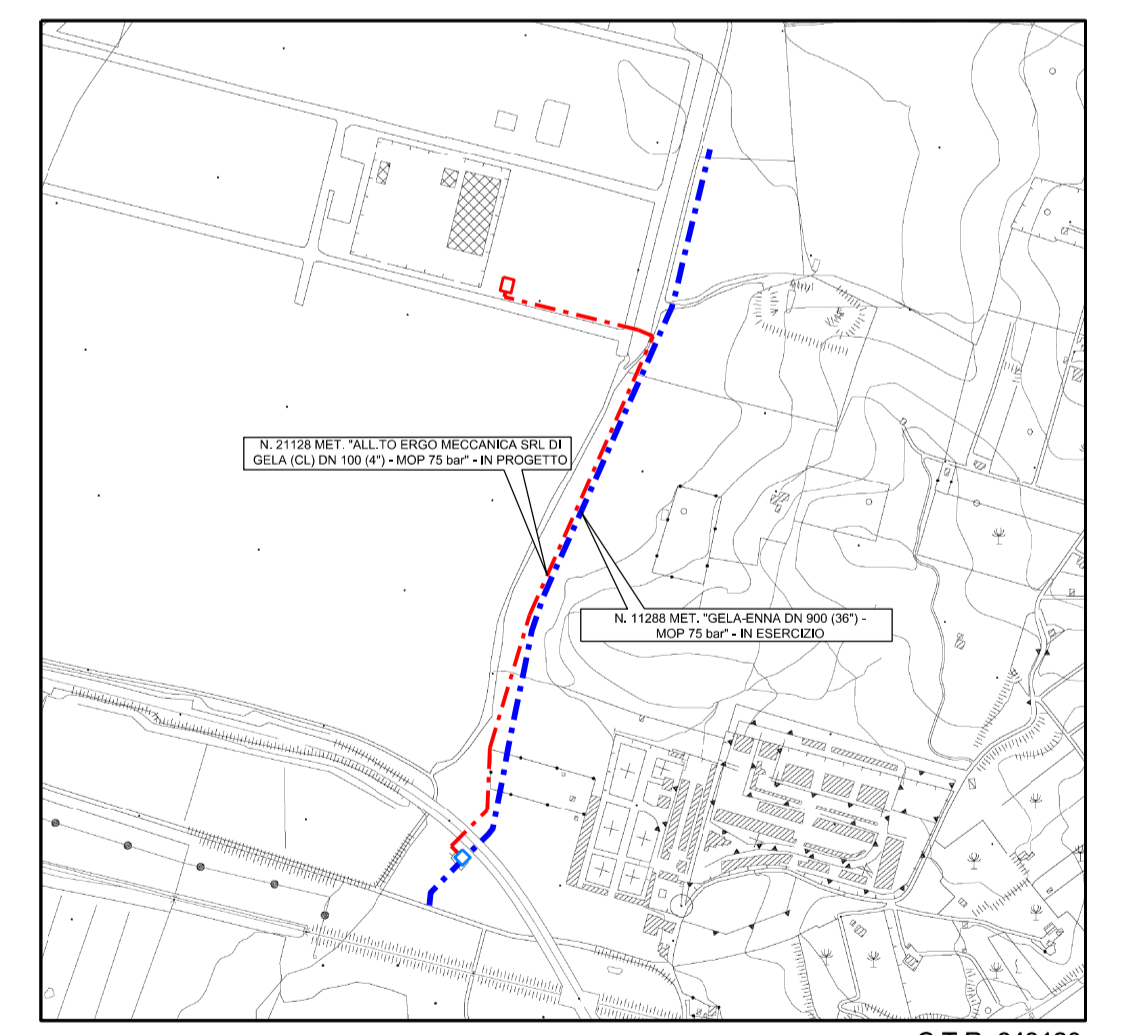 N. 21128 MET. "ALL.TO ERGO MECCANICA SRL DI
GELA (CL) DN 100 (4") - MOP 75 bar" - IN PROGETTO
N. 11288 MET. "GELA-ENNA DN 900 (36") -
MOP 75 bar" - IN ESERCIZIO